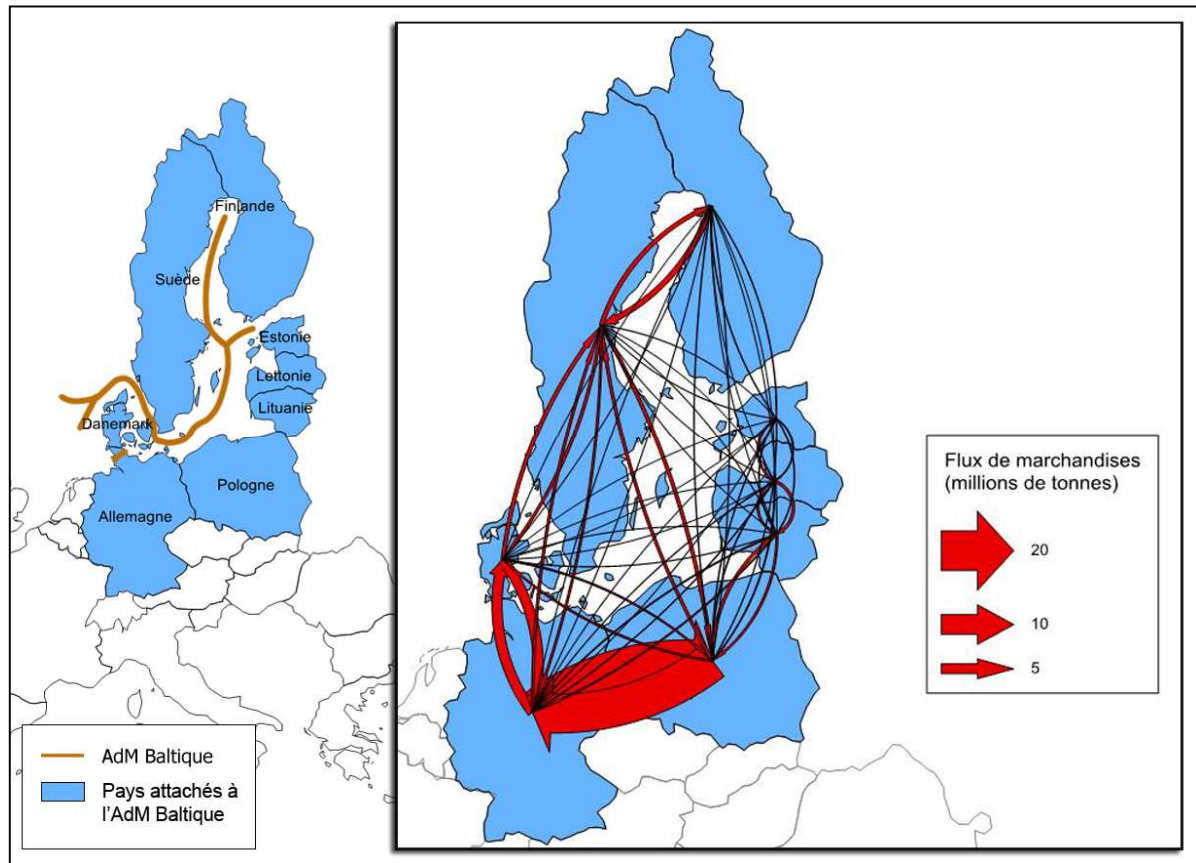 Finlande
Suède
Estonie
Lettonie
Lituanie
Danemark
Pologne
Allemagne
AdM Baltique
Pays attachés à
l'AdM Baltique
Flux de marchandises
(millions de tonnes)
20
10
5